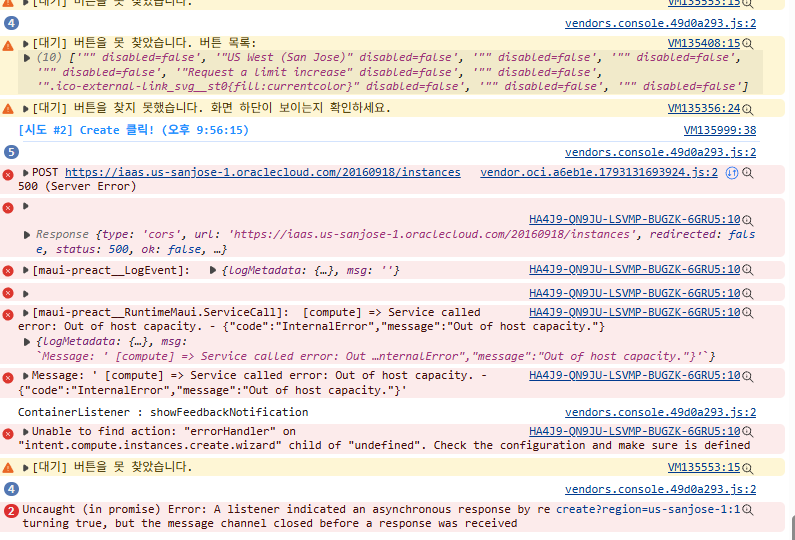 [대기] 버튼을 못 찾았습니다. VM135553:15
4 vendors.console.49d0a293.js:2
[대기] 버튼을 못 찾았습니다. 버튼 목록: VM135408:15
(10) ['"" disabled=false', '"US West (San Jose)" disabled=false', '"" disabled=false', '"" disabled=false',
'"" disabled=false', '"Request a limit increase" disabled=false', '"" disabled=false',
'".ico-external-link_svg__st0{fill:currentcolor}" disabled=false', '"" disabled=false', '"" disabled=false']
[대기] 버튼을 찾지 못했습니다. 화면 하단이 보이는지 확인하세요. VM135356:24
[시도 #2] Create 클릭! (오후 9:56:15) VM135999:38
5 vendors.console.49d0a293.js:2
POST https://iaas.us-sanjose-1.oraclecloud.com/20160918/instances vendor.oci.a6eb1e.1793131693924.js:2
500 (Server Error)
HA4J9-QN9JU-LSVMP-BUGZK-6GRU5:10
Response {type: 'cors', url: 'https://iaas.us-sanjose-1.oraclecloud.com/20160918/instances', redirected: fals
e, status: 500, ok: false, …}
[maui-preact__LogEvent]: {logMetadata: {…}, msg: ''} HA4J9-QN9JU-LSVMP-BUGZK-6GRU5:10
HA4J9-QN9JU-LSVMP-BUGZK-6GRU5:10
[maui-preact__RuntimeMaui.ServiceCall]: [compute] => Service called HA4J9-QN9JU-LSVMP-BUGZK-6GRU5:10
error: Out of host capacity. - {"code":"InternalError","message":"Out of host capacity."}
{logMetadata: {…}, msg:
`Message: ' [compute] => Service called error: Out …nternalError","message":"Out of host capacity."}'`}
Message: ' [compute] => Service called error: Out of host capacity. - HA4J9-QN9JU-LSVMP-BUGZK-6GRU5:10
{"code":"InternalError","message":"Out of host capacity."}'
ContainerListener : showFeedbackNotification vendors.console.49d0a293.js:2
Unable to find action: "errorHandler" on HA4J9-QN9JU-LSVMP-BUGZK-6GRU5:10
"intent.compute.instances.create.wizard" child of "undefined". Check the configuration and make sure is defined
[대기] 버튼을 못 찾았습니다. VM135553:15
4 vendors.console.49d0a293.js:2
2 Uncaught (in promise) Error: A listener indicated an asynchronous response by re create?region=us-sanjose-1:1
turning true, but the message channel closed before a response was received